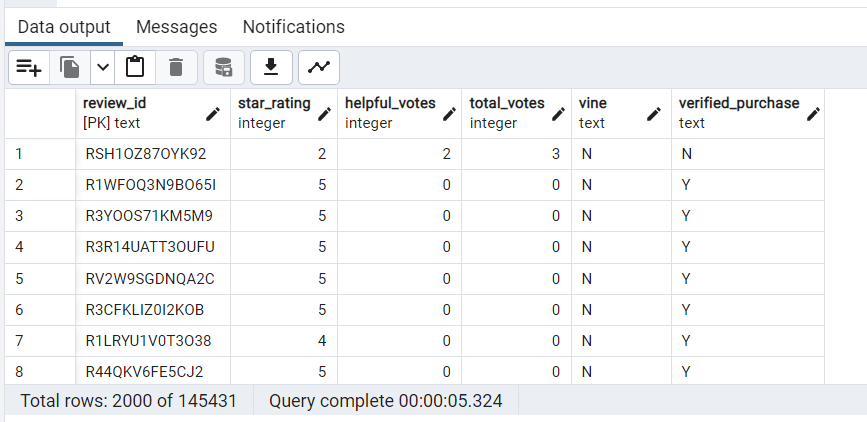 Data output Messages Notifications
review_id star_rating helpful_votes total_votes vine verified_purchase
[PK] text integer integer integer text text
1 RSH1OZ87OYK92 2 2 3 N N
2 R1WFOQ3N9BO65I 5 0 0 N Y
3 R3YOOS71KM5M9 5 0 0 N Y
4 R3R14UATT3OUFU 5 0 0 N Y
5 RV2W9SGDNQA2C 5 0 0 N Y
6 R3CFKLIZ0I2KOB 5 0 0 N Y
7 R1LRYU1V0T3O38 4 0 0 N Y
8 R44QKV6FE5CJ2 5 0 0 N Y
Total rows: 2000 of 145431 Query complete 00:00:05.324